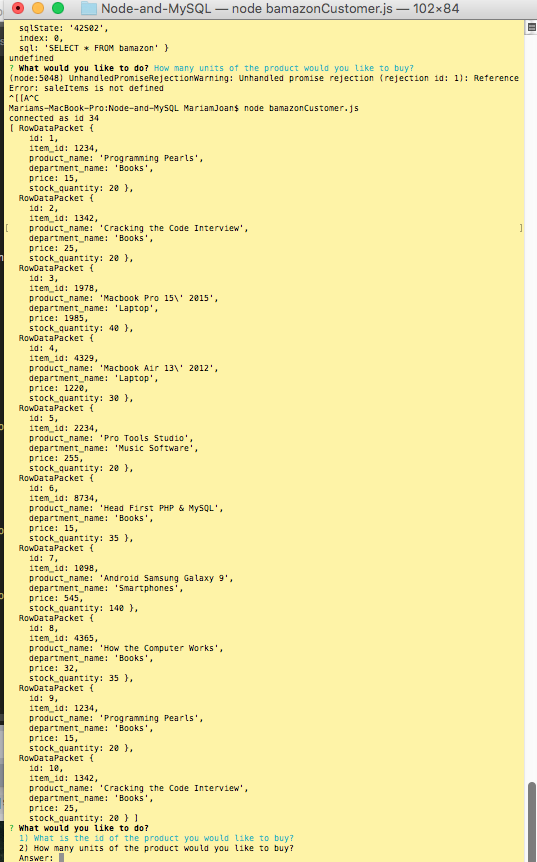 Node-and-MySQL — node bamazonCustomer.js — 102×84
sqlState: '42S02',
index: 0,
sql: 'SELECT * FROM bamazon' }
undefined
? What would you like to do? How many units of the product would you like to buy?
(node:5048) UnhandledPromiseRejectionWarning: Unhandled promise rejection (rejection id: 1): Reference
Error: saleItems is not defined
^[[A^C
Mariams-MacBook-Pro:Node-and-MySQL MariamJoan$ node bamazonCustomer.js
connected as id 34
[ RowDataPacket {
id: 1,
item_id: 1234,
product_name: 'Programming Pearls',
department_name: 'Books',
price: 15,
stock_quantity: 20 },
RowDataPacket {
id: 2,
item_id: 1342,
product_name: 'Cracking the Code Interview',
department_name: 'Books',
price: 25,
stock_quantity: 20 },
RowDataPacket {
id: 3,
item_id: 1978,
product_name: 'Macbook Pro 15\' 2015',
department_name: 'Laptop',
price: 1985,
stock_quantity: 40 },
RowDataPacket {
id: 4,
item_id: 4329,
product_name: 'Macbook Air 13\' 2012',
department_name: 'Laptop',
price: 1220,
stock_quantity: 30 },
RowDataPacket {
id: 5,
item_id: 2234,
product_name: 'Pro Tools Studio',
department_name: 'Music Software',
price: 255,
stock_quantity: 20 },
RowDataPacket {
id: 6,
item_id: 8734,
product_name: 'Head First PHP & MySQL',
department_name: 'Books',
price: 15,
stock_quantity: 35 },
RowDataPacket {
id: 7,
item_id: 1098,
product_name: 'Android Samsung Galaxy 9',
department_name: 'Smartphones',
price: 545,
stock_quantity: 140 },
RowDataPacket {
id: 8,
item_id: 4365,
product_name: 'How the Computer Works',
department_name: 'Books',
price: 32,
stock_quantity: 35 },
RowDataPacket {
id: 9,
item_id: 1234,
product_name: 'Programming Pearls',
department_name: 'Books',
price: 15,
stock_quantity: 20 },
RowDataPacket {
id: 10,
item_id: 1342,
product_name: 'Cracking the Code Interview',
department_name: 'Books',
price: 25,
stock_quantity: 20 } ]
? What would you like to do?
1) What is the id of the product you would like to buy?
2) How many units of the product would you like to buy?
Answer: